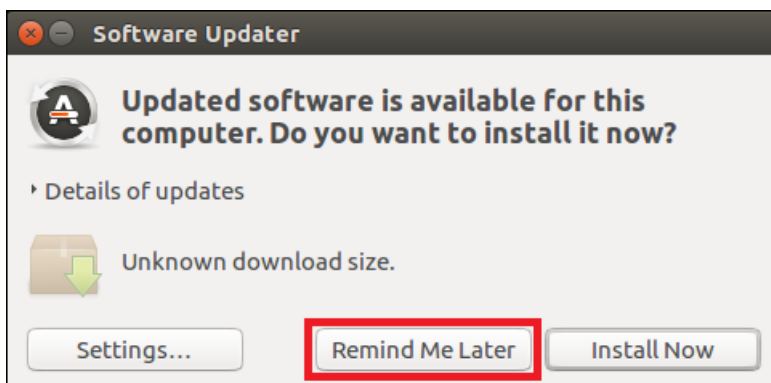 Software Updater
Updated software is available for this
computer. Do you want to install it now?
Details of updates
Unknown download size.
Settings...
Remind Me Later
Install Now